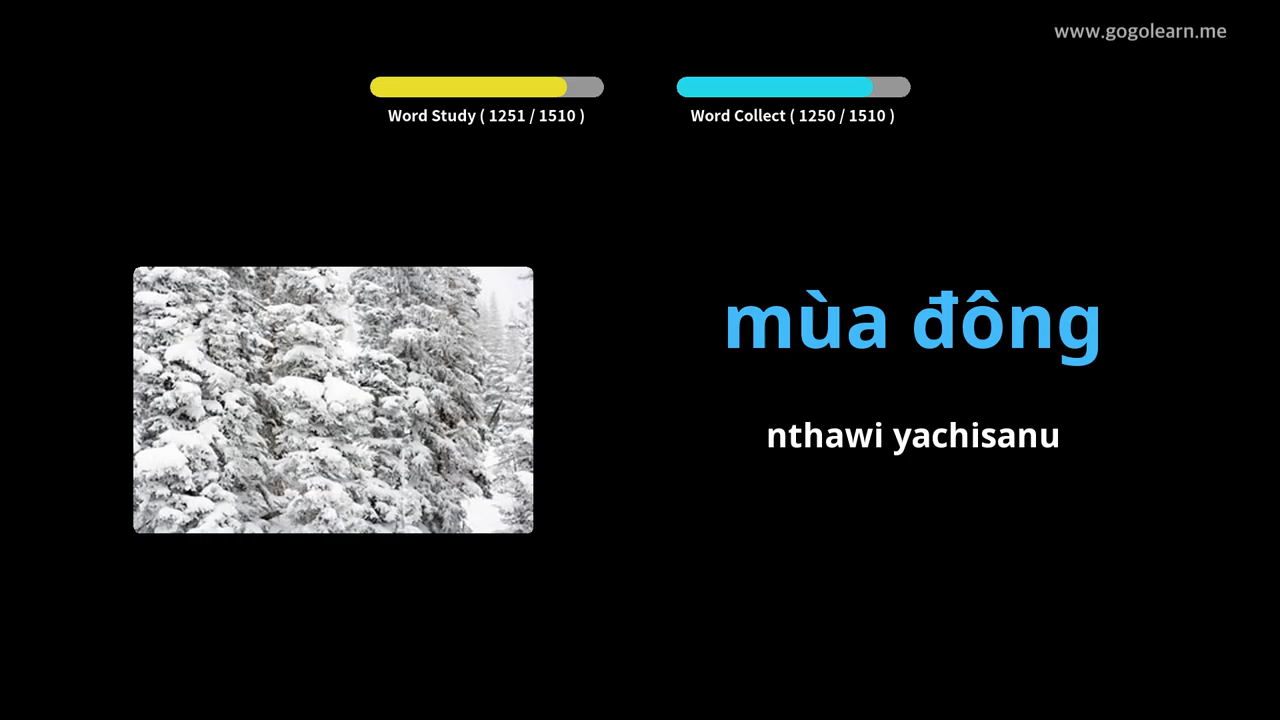 www.gogolearn.me
Word Study ( 1251 / 1510 )
Word Collect ( 1250 / 1510 )
mùa đông
nthawi yachisanu